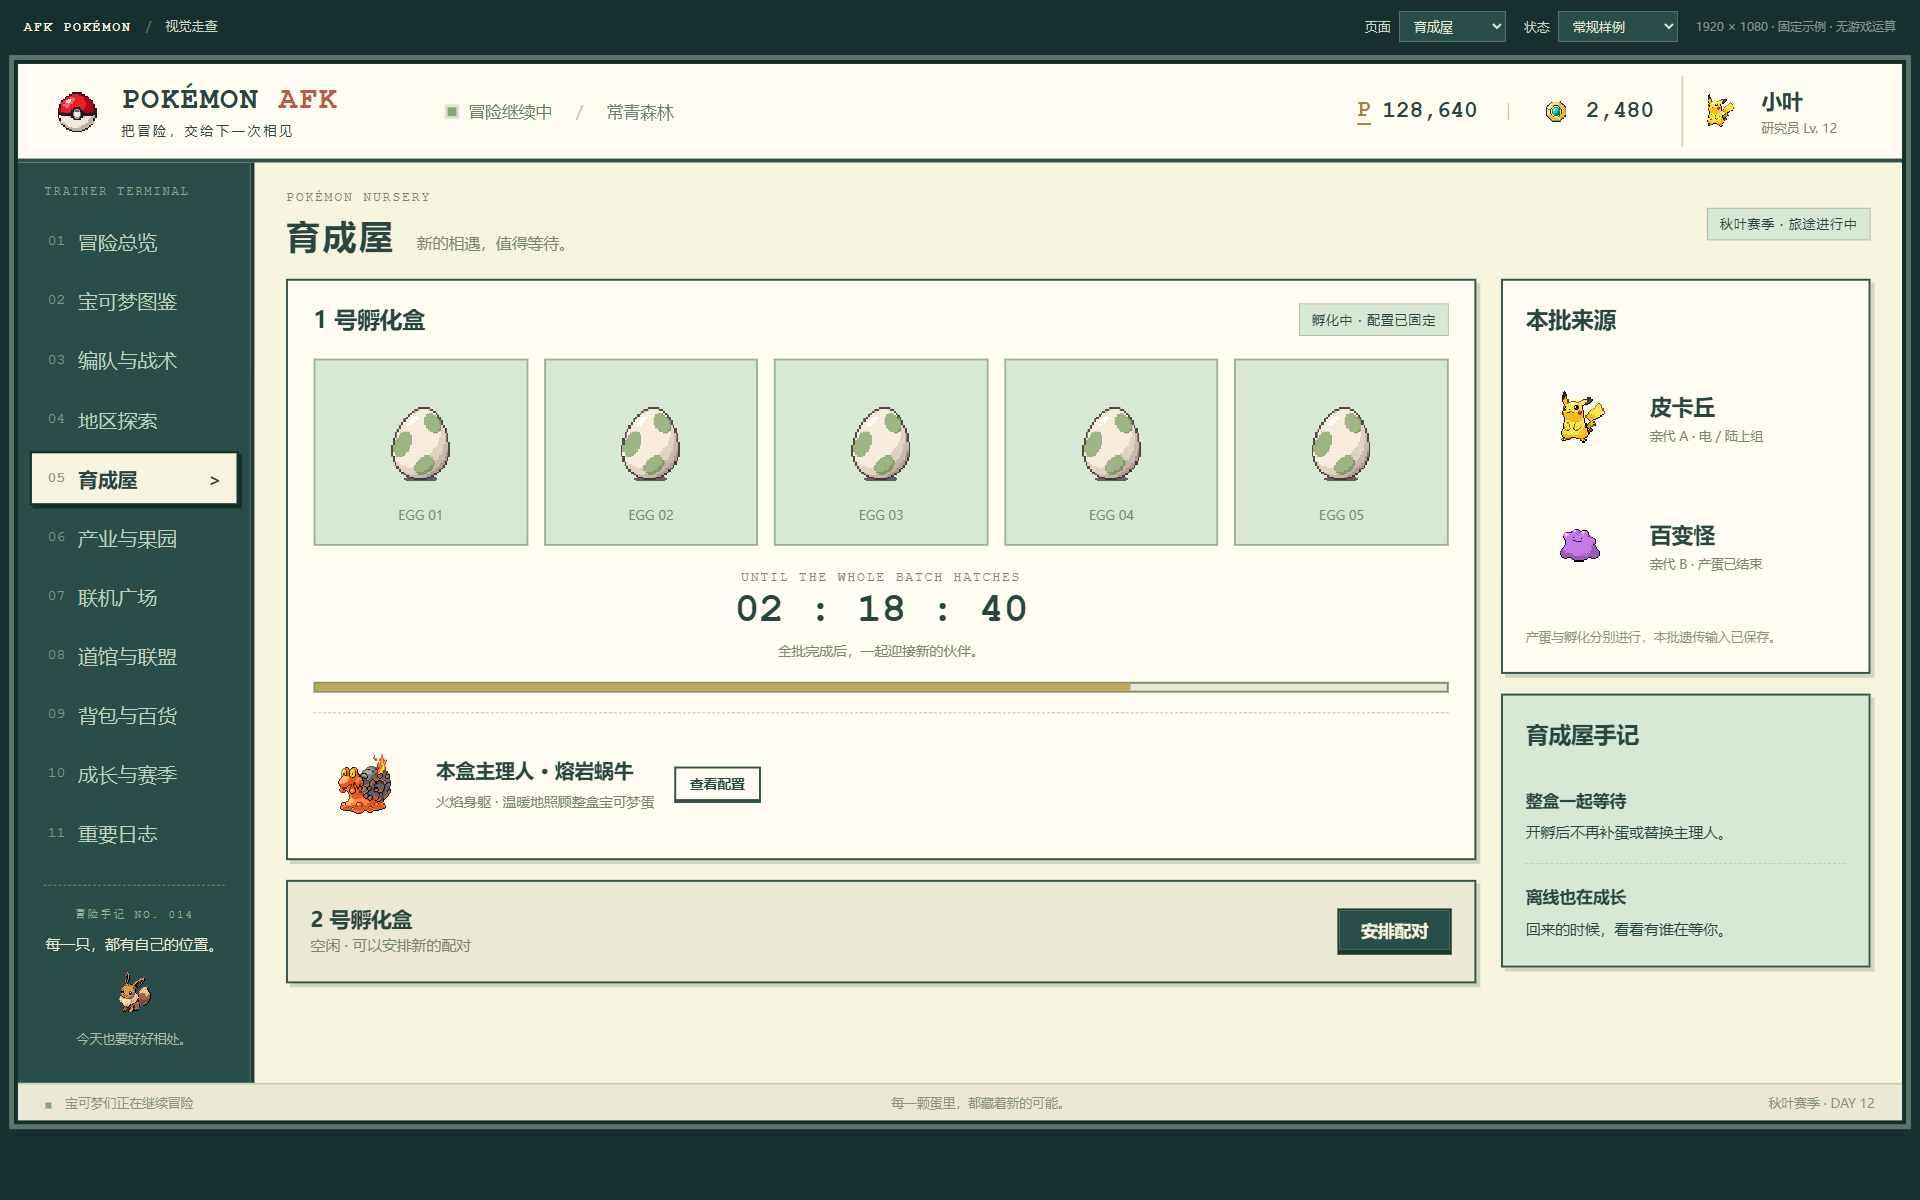 AFK POKÉMON / 视觉走查
页面 育成屋 状态 常规样例 1920 × 1080 · 固定示例 · 无游戏运算
POKÉMON AFK
把冒险，交给下一次相见
冒险继续中 / 常青森林
P 128,640 | 2,480
小叶
研究员 Lv. 12
TRAINER TERMINAL
01 冒险总览
02 宝可梦图鉴
03 编队与战术
04 地区探索
05 育成屋 >
06 产业与果园
07 联机广场
08 道馆与联盟
09 背包与百货
10 成长与赛季
11 重要日志
冒险手记 NO. 014
每一只，都有自己的位置。
今天也要好好相处。
POKÉMON NURSERY
育成屋 新的相遇，值得等待。
秋叶赛季 · 旅途进行中
1 号孵化盒
孵化中 · 配置已固定
EGG 01
EGG 02
EGG 03
EGG 04
EGG 05
UNTIL THE WHOLE BATCH HATCHES
02 : 18 : 40
全批完成后，一起迎接新的伙伴。
本盒主理人 · 熔岩蜗牛
火焰身躯 · 温暖地照顾整盒宝可梦蛋
查看配置
2 号孵化盒
空闲 · 可以安排新的配对
安排配对
本批来源
皮卡丘
亲代 A · 电 / 陆上组
百变怪
亲代 B · 产蛋已结束
产蛋与孵化分别进行，本批遗传输入已保存。
育成屋手记
整盒一起等待
开孵后不再补蛋或替换主理人。
离线也在成长
回来的时候，看看有谁在等你。
宝可梦们正在继续冒险
每一颗蛋里，都藏着新的可能。
秋叶赛季 · DAY 12